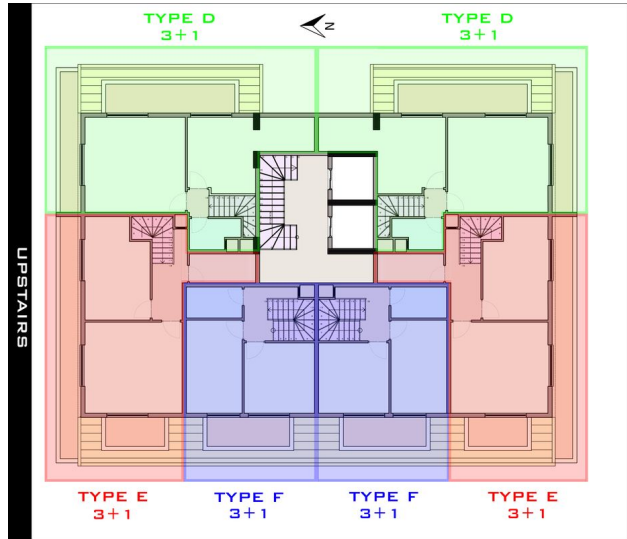 TYPE D
3+1
N
TYPE D
3+1
UPSTAIRS
TYPE E
3+1
TYPE F
3+1
TYPE F
3+1
TYPE E
3+1